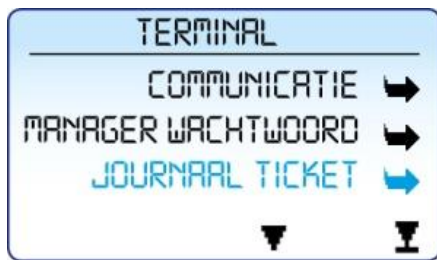 TERMINAL
COMMUNICATIE
MANAGER WACHTWOORD
JOURNAAL TICKET